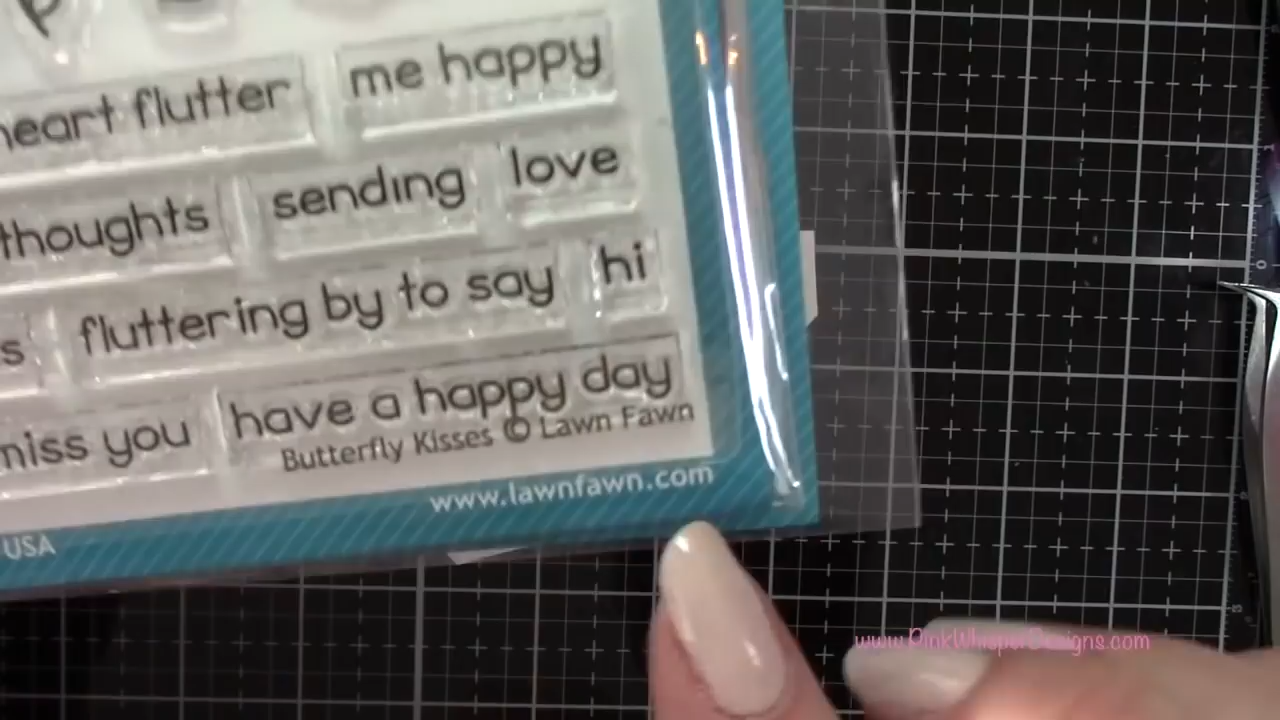 heart flutter me happy
thoughts sending love
s fluttering by to say hi
miss you have a happy day
Butterfly Kisses © Lawn Fawn
www.lawnfawn.com
USA
www.PinkWhisperDesigns.com